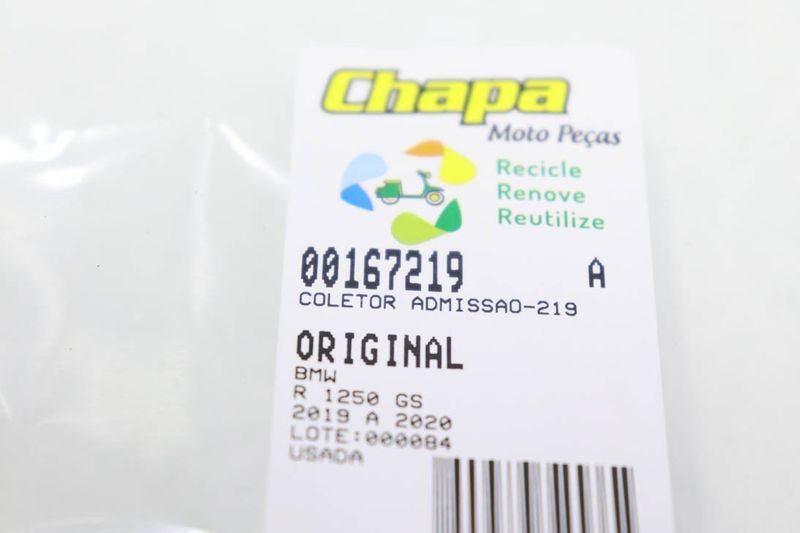 Chapa
Moto Peças
Recicle
Renove
Reutilize
00167219 A
COLETOR ADMISSAO-219
ORIGINAL
BMW
R 1250 GS
2019 A 2020
LOTE:000084
USADA